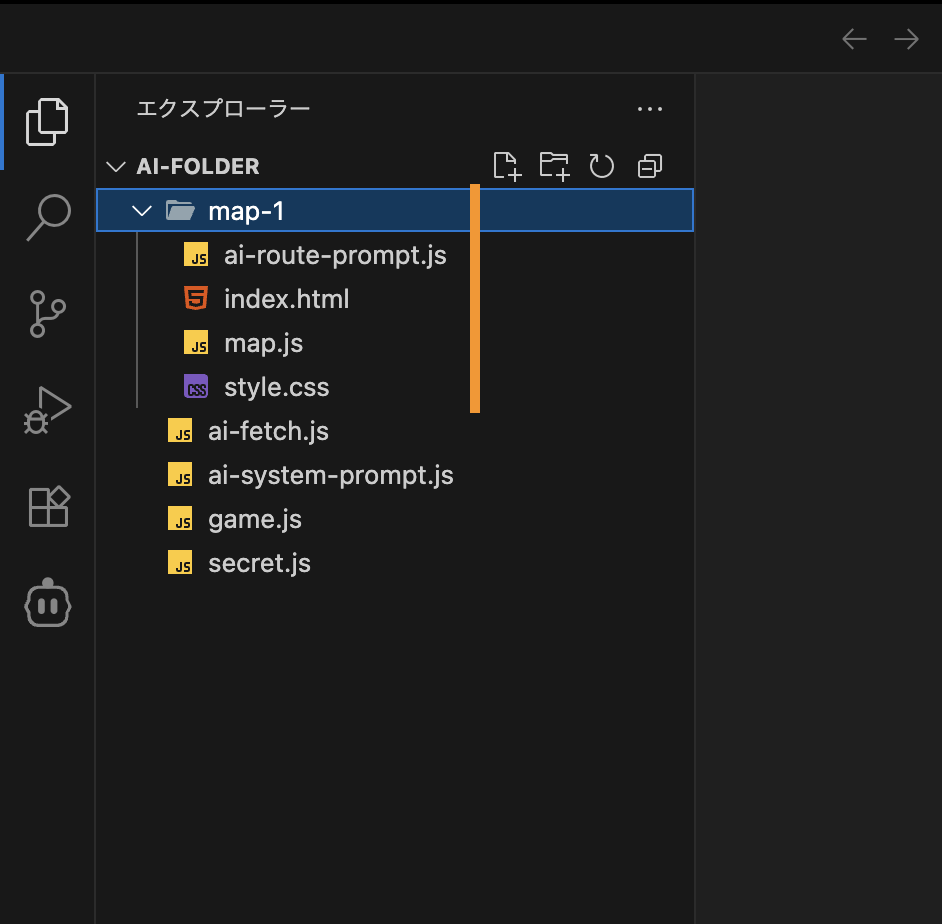 エクスプローラー
AI-FOLDER
map-1
JS ai-route-prompt.js
index.html
JS map.js
CSS style.css
JS ai-fetch.js
JS ai-system-prompt.js
JS game.js
JS secret.js